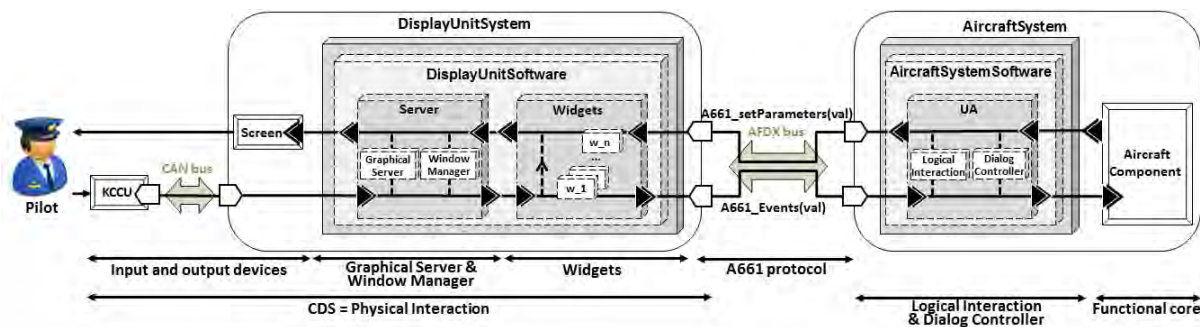 DisplayUnitSystem
AircraftSystem
DisplayUnitSoftware
AircraftSystemSoftware
Server
Widgets
UA
A661_setParameters(val)
AFDX bus
Screen
w_n
...
w_1
Graphical
Server
Window
Manager
Logical
Interaction
Dialog
Controller
Aircraft
Component
CAN bus
KCCU
Pilot
A661_Events(val)
Input and output devices
Graphical Server &
Window Manager
Widgets
A661 protocol
CDS = Physical Interaction
Logical Interaction
& Dialog Controller
Functional core